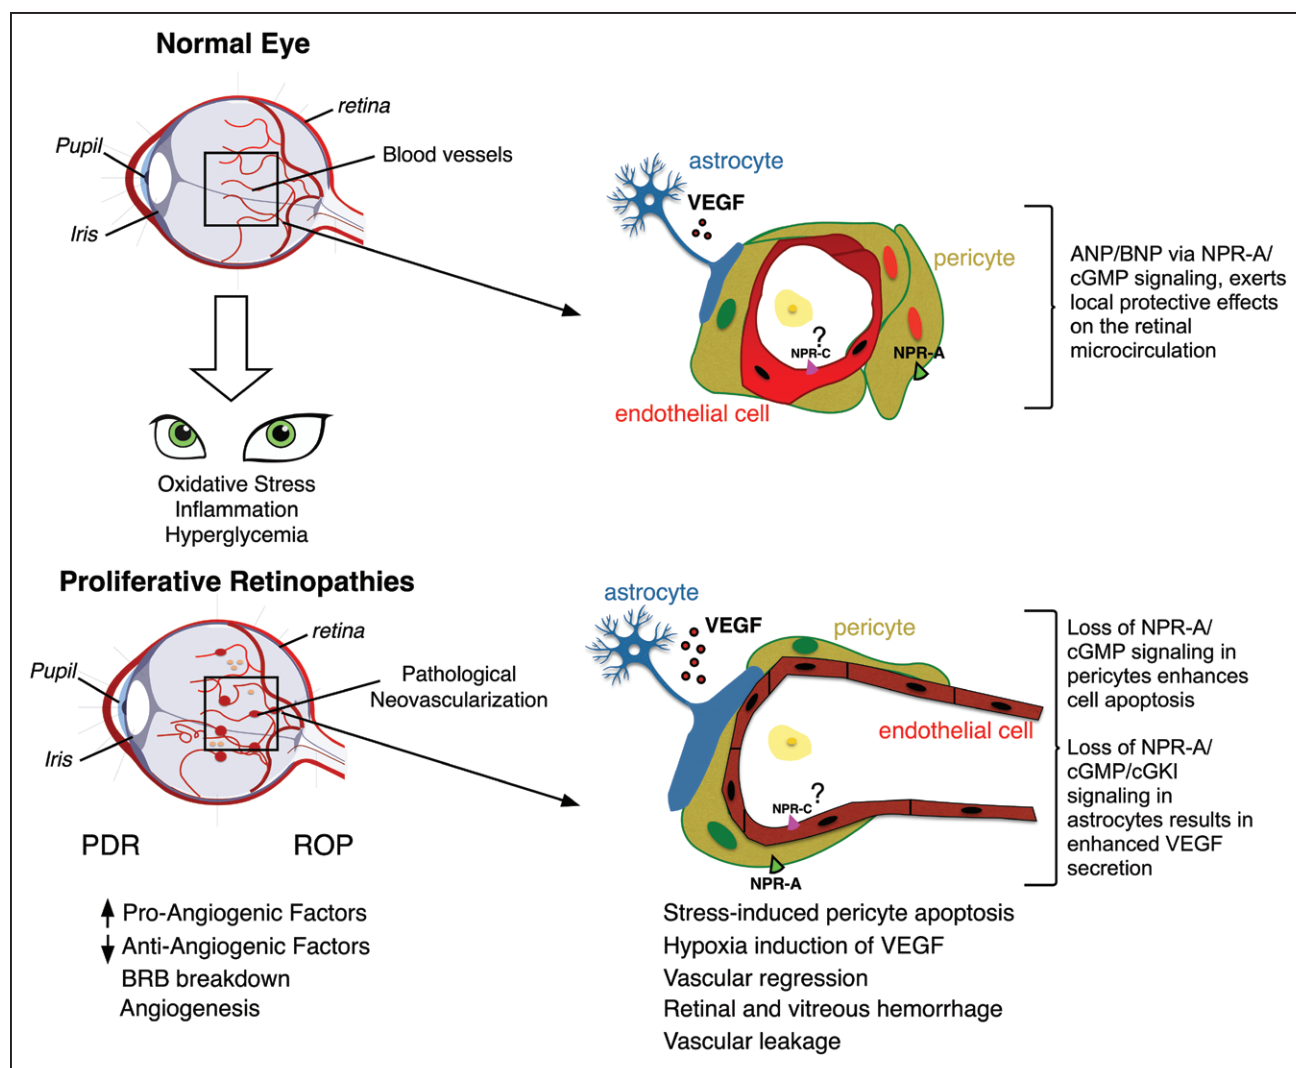 Normal Eye
retina
Pupil
Blood vessels
Iris
astrocyte
VEGF
pericyte
?
NPR-C
NPR-A
endothelial cell
ANP/BNP via NPR-A/
cGMP signaling, exerts
local protective effects
on the retinal
microcirculation
Oxidative Stress
Inflammation
Hyperglycemia
Proliferative Retinopathies
retina
Pupil
Pathological
Neovascularization
Iris
PDR
ROP
Pro-Angiogenic Factors
Anti-Angiogenic Factors
BRB breakdown
Angiogenesis
astrocyte
VEGF
pericyte
endothelial cell
?
NPR-C
NPR-A
Loss of NPR-A/
cGMP signaling in
pericytes enhances
cell apoptosis
Loss of NPR-A/
cGMP/cGKI
signaling in
astrocytes results in
enhanced VEGF
secretion
Stress-induced pericyte apoptosis
Hypoxia induction of VEGF
Vascular regression
Retinal and vitreous hemorrhage
Vascular leakage